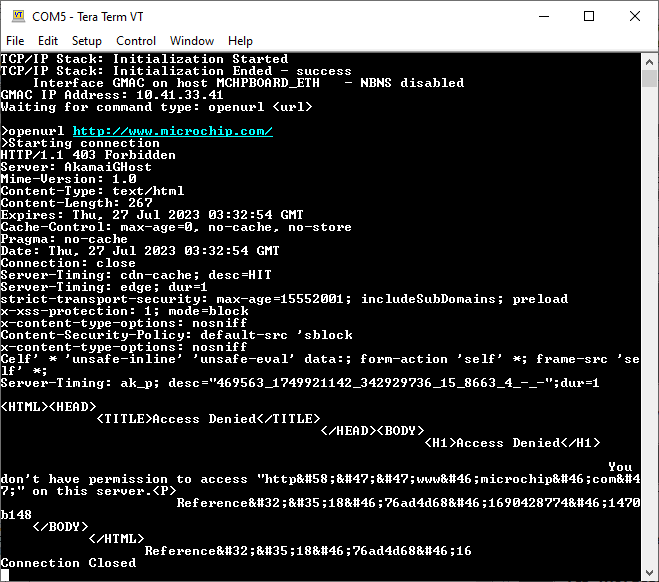 COM5 - Tera Term VT
File Edit Setup Control Window Help
TCP/IP Stack: Initialization Started
TCP/IP Stack: Initialization Ended - success
    Interface GMAC on host MCHPBOARD_ETH   - NBNS disabled
GMAC IP Address: 10.41.33.41
Waiting for command type: openurl <url>

>openurl http://www.microchip.com/
>Starting connection
HTTP/1.1 403 Forbidden
Server: AkamaiGHost
Mime-Version: 1.0
Content-Type: text/html
Content-Length: 267
Expires: Thu, 27 Jul 2023 03:32:54 GMT
Cache-Control: max-age=0, no-cache, no-store
Pragma: no-cache
Date: Thu, 27 Jul 2023 03:32:54 GMT
Connection: close
Server-Timing: cdn-cache; desc=HIT
Server-Timing: edge; dur=1
strict-transport-security: max-age=15552001; includeSubDomains; preload
x-xss-protection: 1; mode=block
x-content-type-options: nosniff
Content-Security-Policy: default-src 'sblock
x-content-type-options: nosniff
Celf' * 'unsafe-inline' 'unsafe-eval' data:; form-action 'self' *; frame-src 'se
lf' *;
Server-Timing: ak_p; desc="469563_1749921142_342929736_15_8663_4_-_-";dur=1

<HTML><HEAD>
            <TITLE>Access Denied</TITLE>
                                        </HEAD><BODY>
                                                     <H1>Access Denied</H1>

                                                                            You
don't have permission to access "http&#58;&#47;&#47;www&#46;microchip&#46;com&#4
7;" on this server.<P>
                      Reference&#32;&#35;18&#46;76ad4d68&#46;1690428774&#46;1470
b148
    </BODY>
           </HTML>
                  Reference&#32;&#35;18&#46;76ad4d68&#46;16
Connection Closed